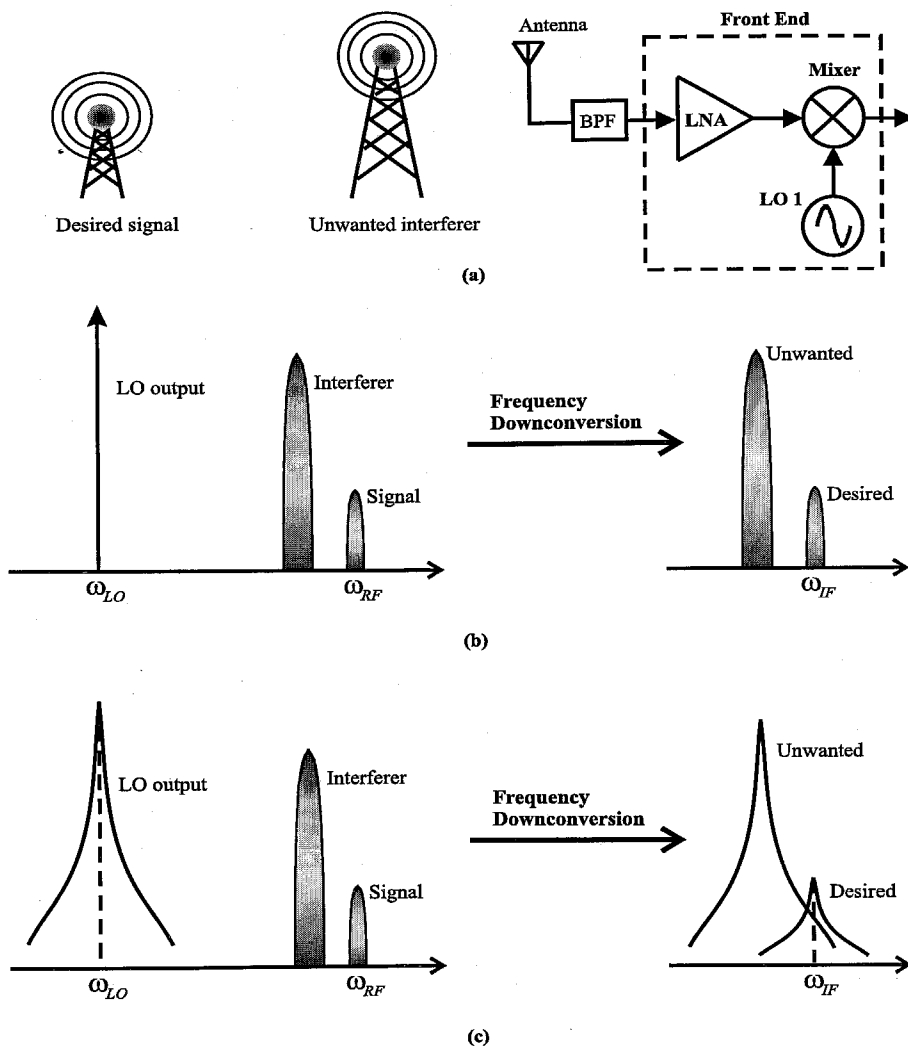 Antenna
Front End
Mixer
BPF
LNA
LO 1
Desired signal
Unwanted interferer
(a)
LO output
Interferer
Signal
ω_LO
ω_RF
Frequency
Downconversion
Unwanted
Desired
ω_IF
(b)
LO output
Interferer
Signal
ω_LO
ω_RF
Frequency
Downconversion
Unwanted
Desired
ω_IF
(c)